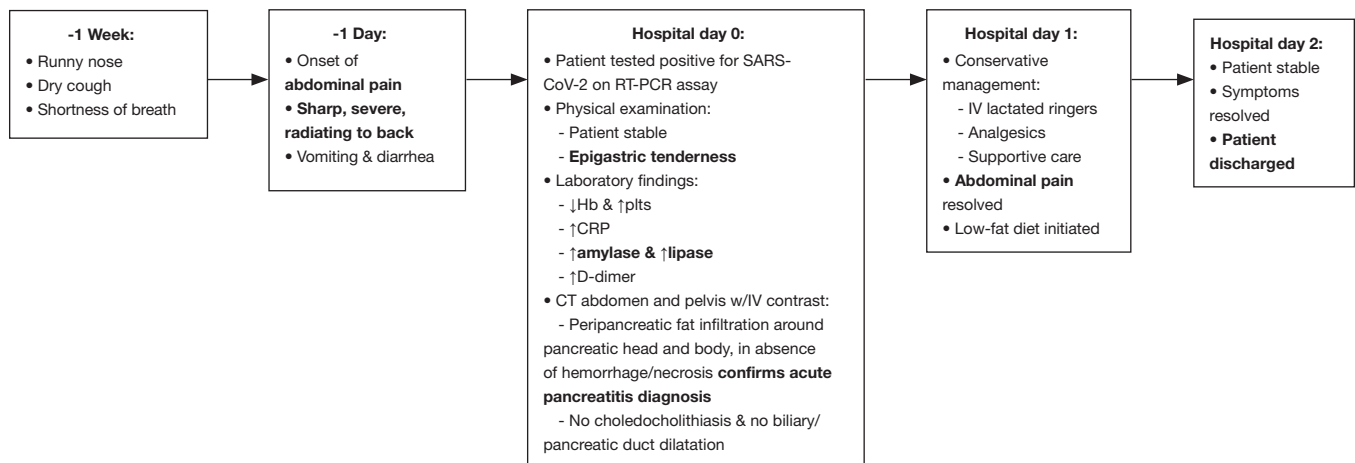 -1 Week:
• Runny nose
• Dry cough
• Shortness of breath
-1 Day:
• Onset of
abdominal pain
• Sharp, severe,
radiating to back
• Vomiting & diarrhea
Hospital day 0:
• Patient tested positive for SARS-
CoV-2 on RT-PCR assay
• Physical examination:
- Patient stable
- Epigastric tenderness
• Laboratory findings:
- ↓Hb & ↑plts
- ↑CRP
- ↑amylase & ↑lipase
- ↑D-dimer
• CT abdomen and pelvis w/IV contrast:
- Peripancreatic fat infiltration around
pancreatic head and body, in absence
of hemorrhage/necrosis confirms acute
pancreatitis diagnosis
- No choledocholithiasis & no biliary/
pancreatic duct dilatation
Hospital day 1:
• Conservative
management:
- IV lactated ringers
- Analgesics
- Supportive care
• Abdominal pain
resolved
• Low-fat diet initiated
Hospital day 2:
• Patient stable
• Symptoms
resolved
• Patient
discharged